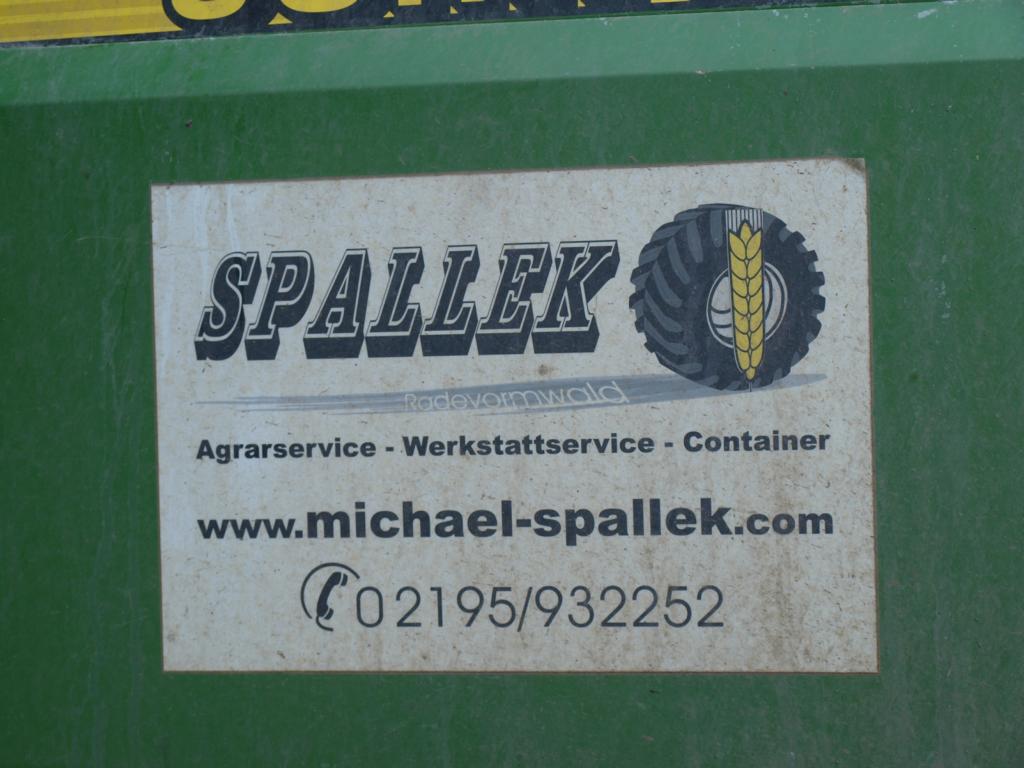 SPALLEK
Radevormwald
Agrarservice - Werkstattservice - Container
www.michael-spallek.com
02195/932252